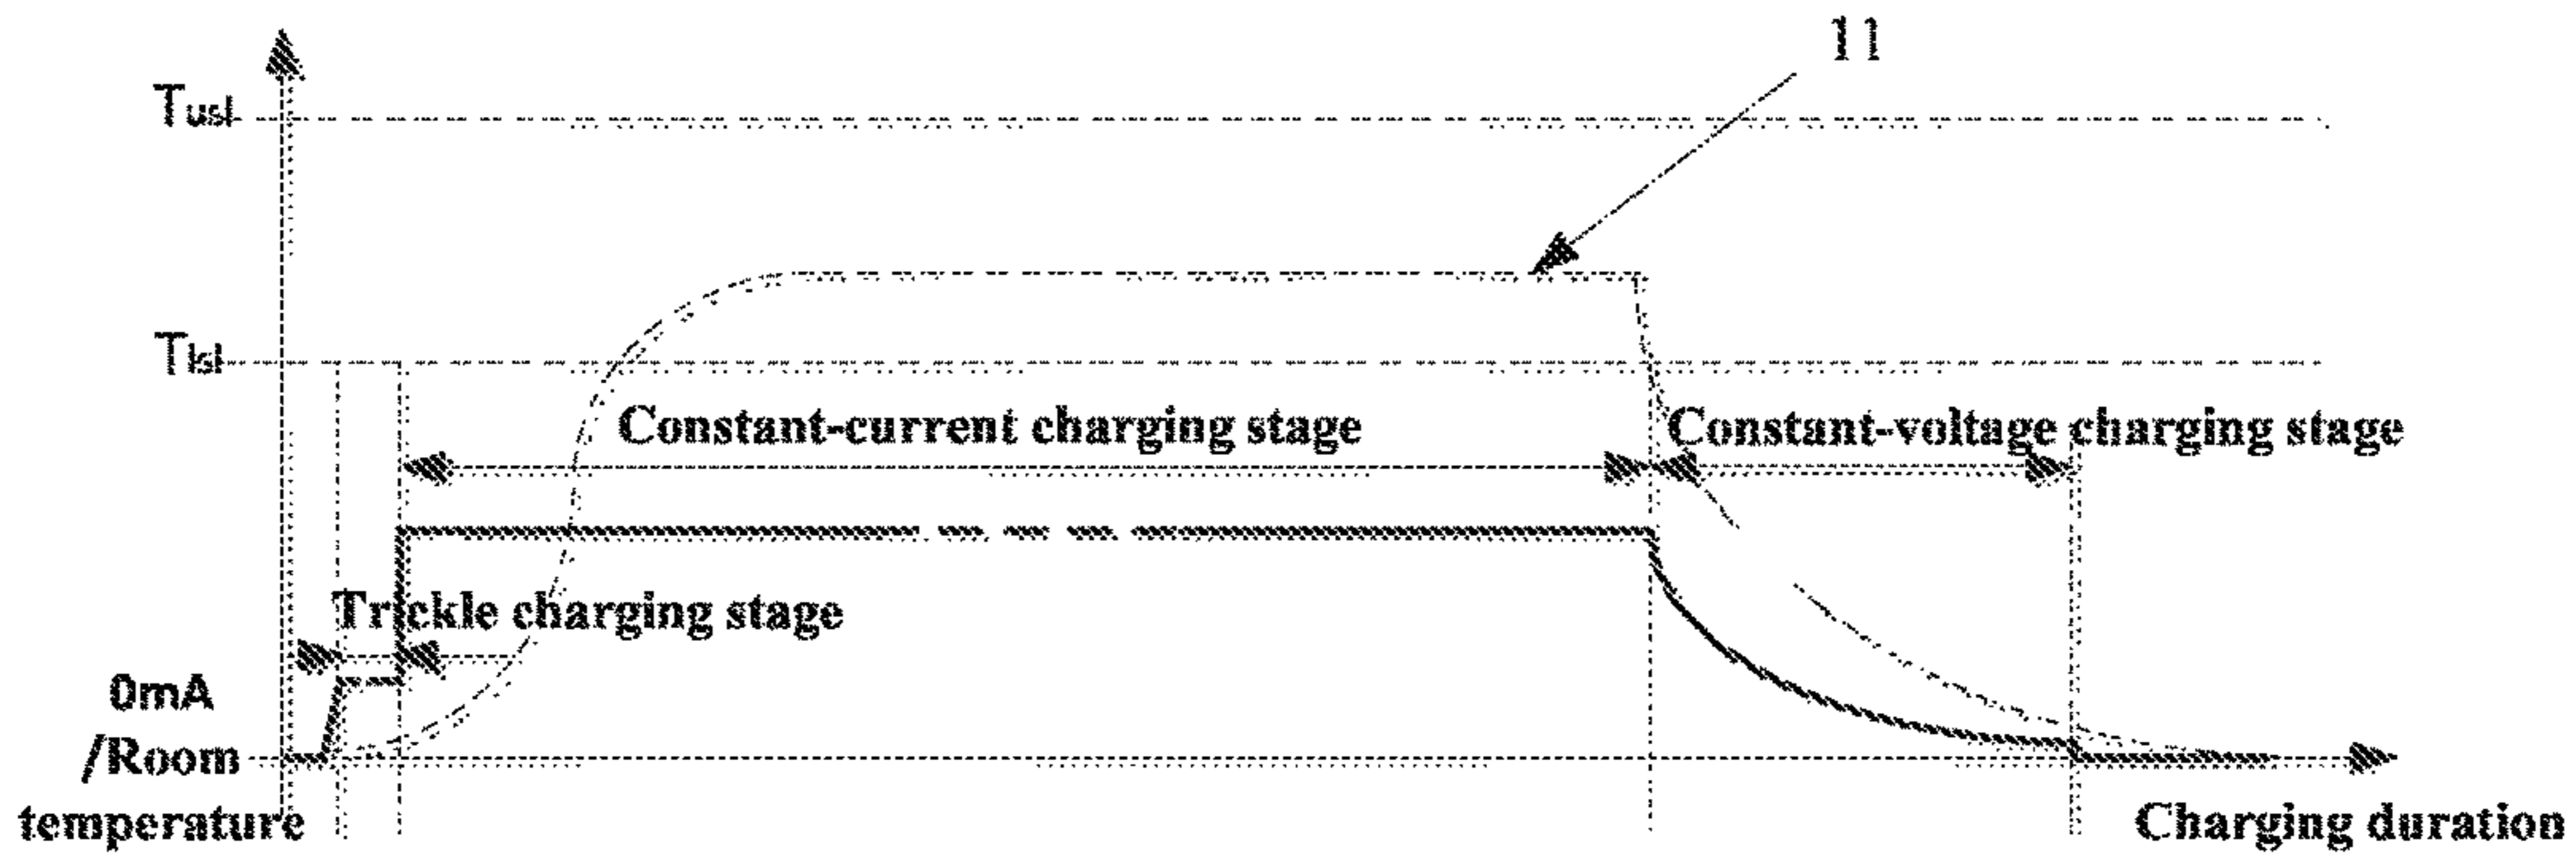 11
Tusl
Tlsl
Constant-current charging stage
Constant-voltage charging stage
Trickle charging stage
0mA
/Room
temperature
Charging duration